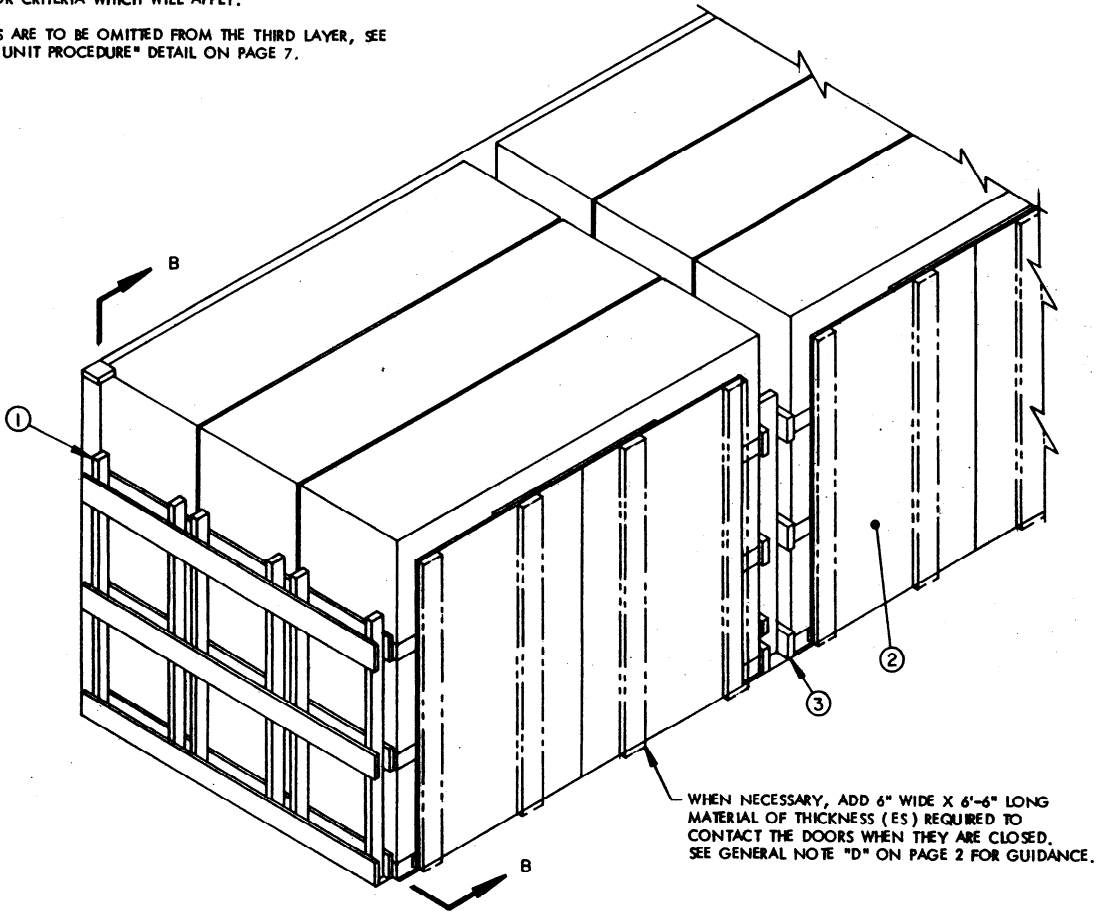 OR CRITERIA WHICH WILL APPLY.
S ARE TO BE OMITTED FROM THE THIRD LAYER, SEE
UNIT PROCEDURE" DETAIL ON PAGE 7.
B
1
2
3
WHEN NECESSARY, ADD 6" WIDE X 6'-6" LONG
MATERIAL OF THICKNESS (ES) REQUIRED TO
CONTACT THE DOORS WHEN THEY ARE CLOSED.
SEE GENERAL NOTE "D" ON PAGE 2 FOR GUIDANCE.
B